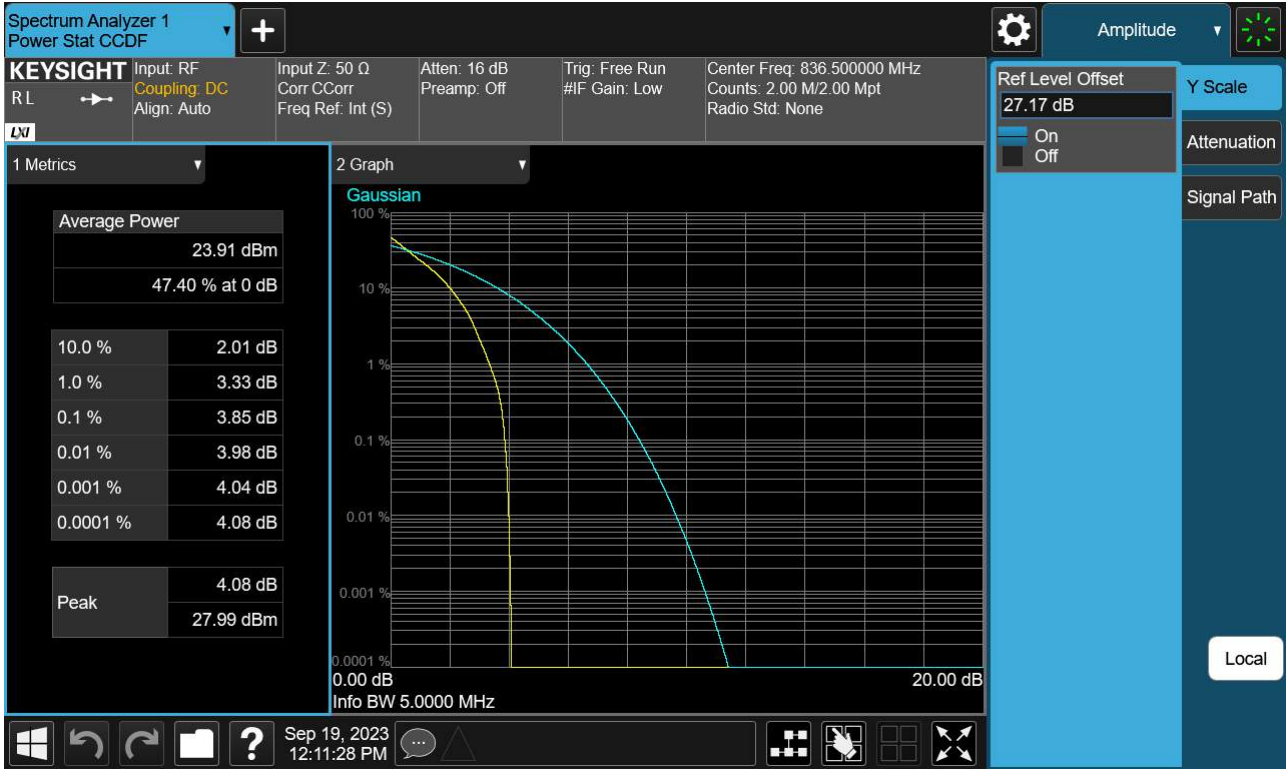 Spectrum Analyzer 1
Power Stat CCDF
+
Amplitude
KEYSIGHT
R L
LXI
Input: RF
Coupling: DC
Align: Auto
Input Z: 50 Ω
Corr CCorr
Freq Ref: Int (S)
Atten: 16 dB
Preamp: Off
Trig: Free Run
#IF Gain: Low
Center Freq: 836.500000 MHz
Counts: 2.00 M/2.00 Mpt
Radio Std: None
Ref Level Offset
27.17 dB
On
Off
Y Scale
Attenuation
Signal Path
Local
1 Metrics
Average Power
23.91 dBm
47.40 % at 0 dB
10.0 % 2.01 dB
1.0 % 3.33 dB
0.1 % 3.85 dB
0.01 % 3.98 dB
0.001 % 4.04 dB
0.0001 % 4.08 dB
Peak
4.08 dB
27.99 dBm
2 Graph
Gaussian
100 %
10 %
1 %
0.1 %
0.01 %
0.001 %
0.0001 %
0.00 dB 20.00 dB
Info BW 5.0000 MHz
?
Sep 19, 2023
12:11:28 PM